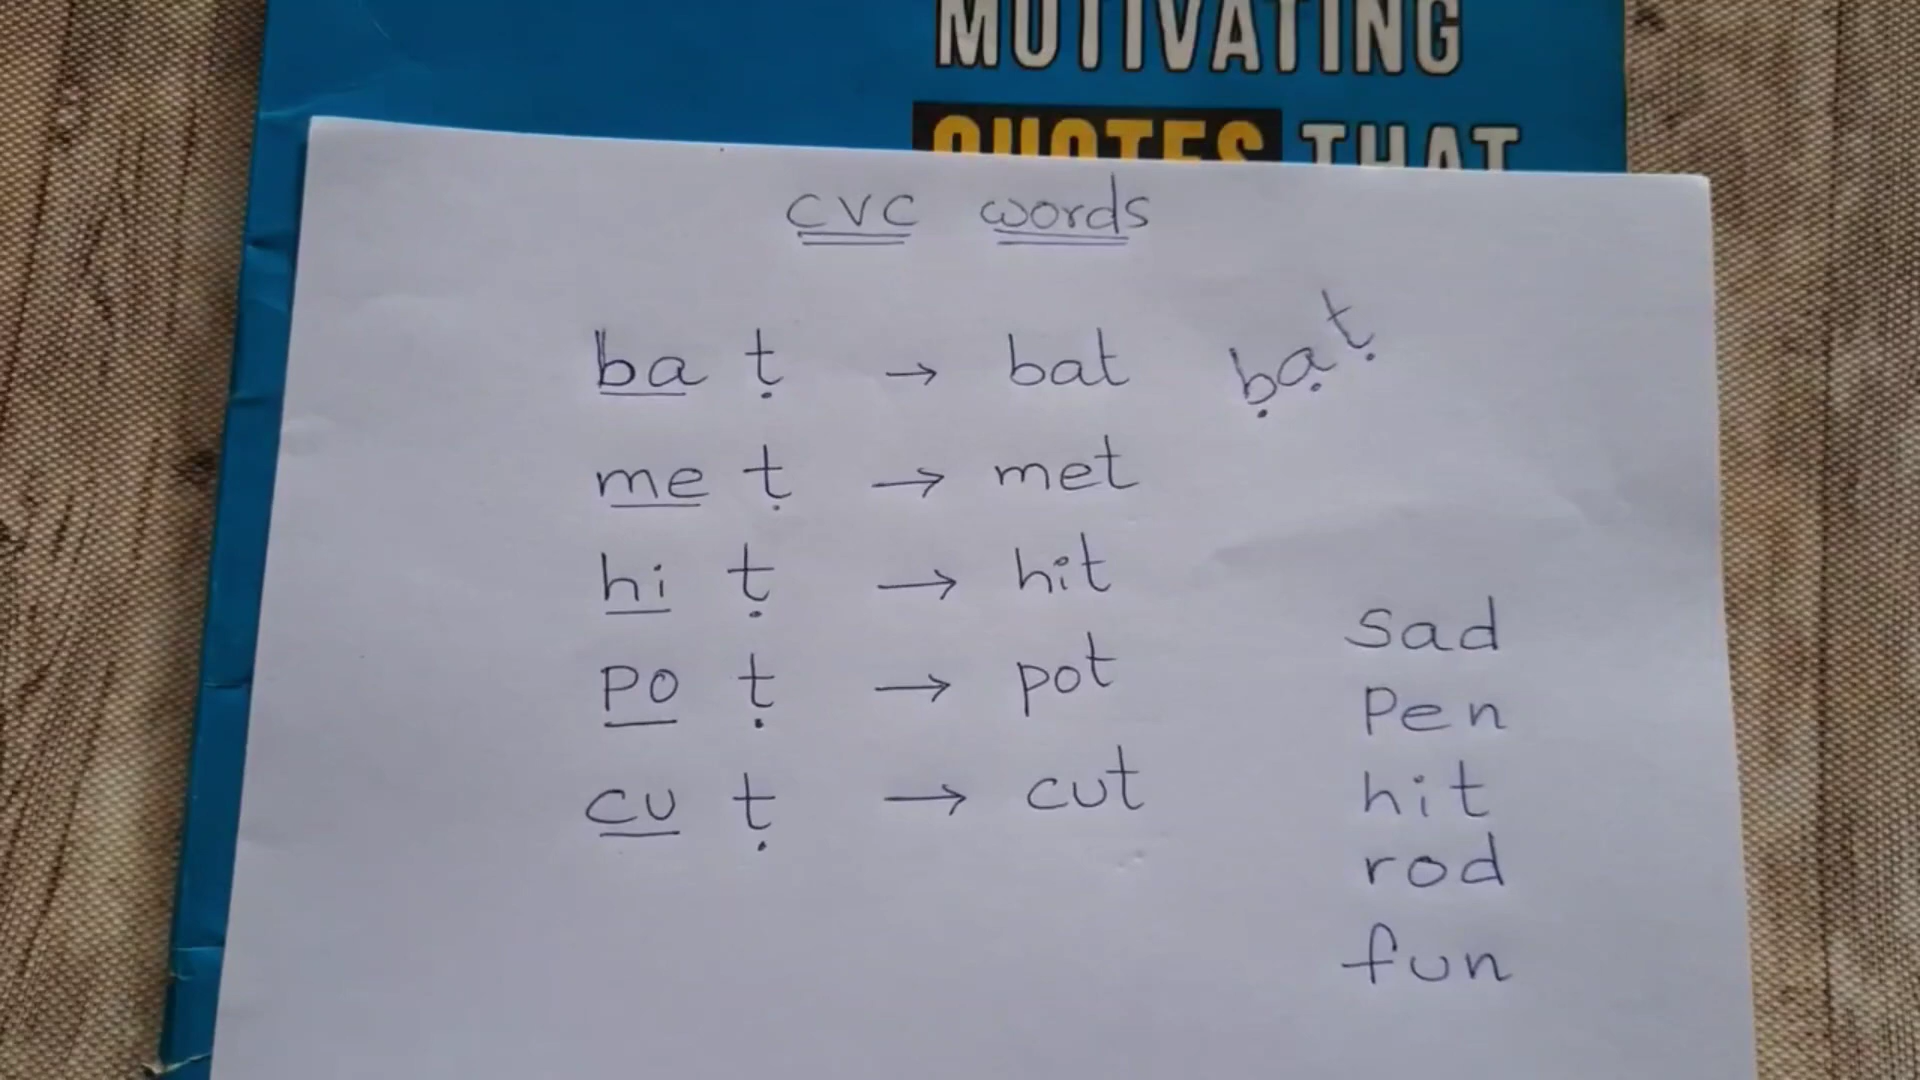 MOTIVATING
QUOTES THAT
CVC words
ba t → bat bat
me t → met
hi t → hit
po t → pot
cu t → cut
sad
Pen
hit
rod
fun